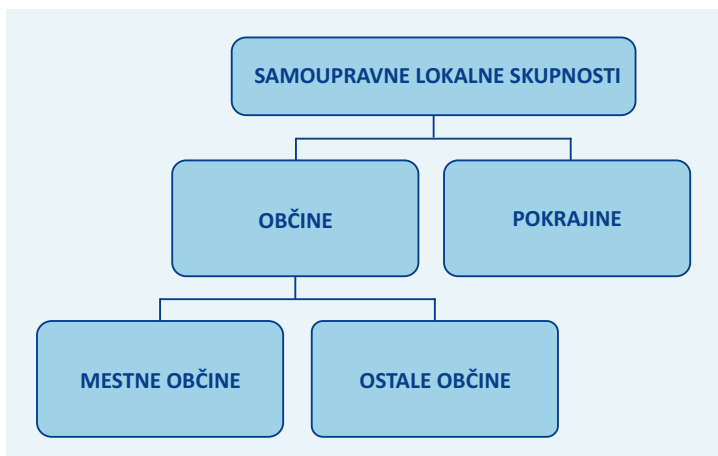 SAMOUPRAVNE LOKALNE SKUPNOSTI
OBČINE
POKRAJINE
MESTNE OBČINE
OSTALE OBČINE